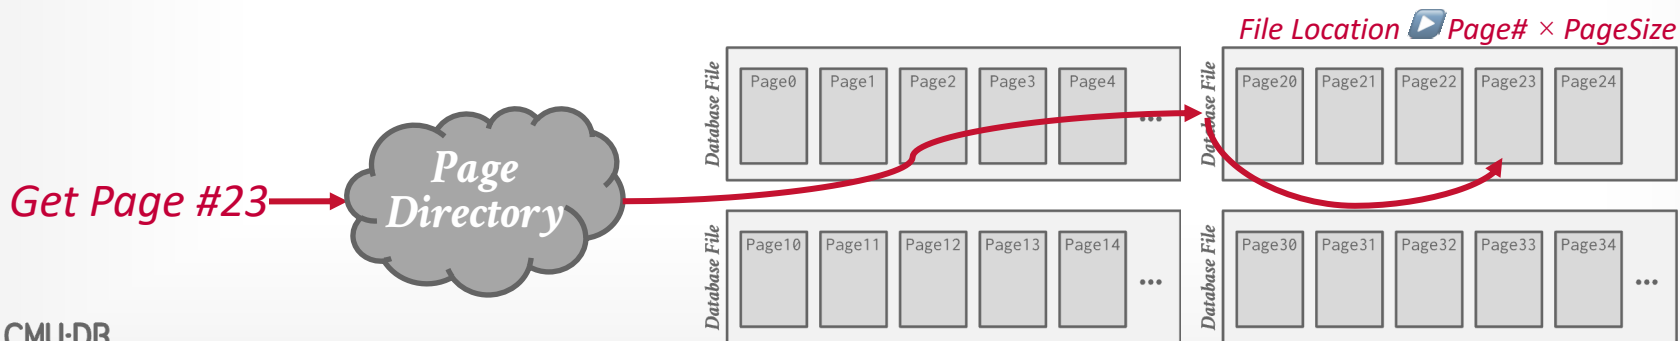 File Location ▶ Page# × PageSize
Get Page #23
Page
Directory
Database File
Page0 Page1 Page2 Page3 Page4 ...
Database File
Page20 Page21 Page22 Page23 Page24
Database File
Page10 Page11 Page12 Page13 Page14 ...
Database File
Page30 Page31 Page32 Page33 Page34 ...
CMU·DB